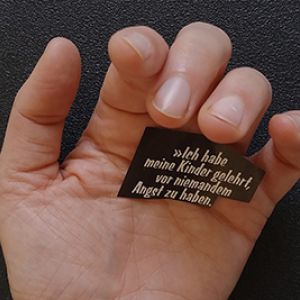 »Ich habe
meine Kinder gelehrt,
vor niemandem
Angst zu haben.